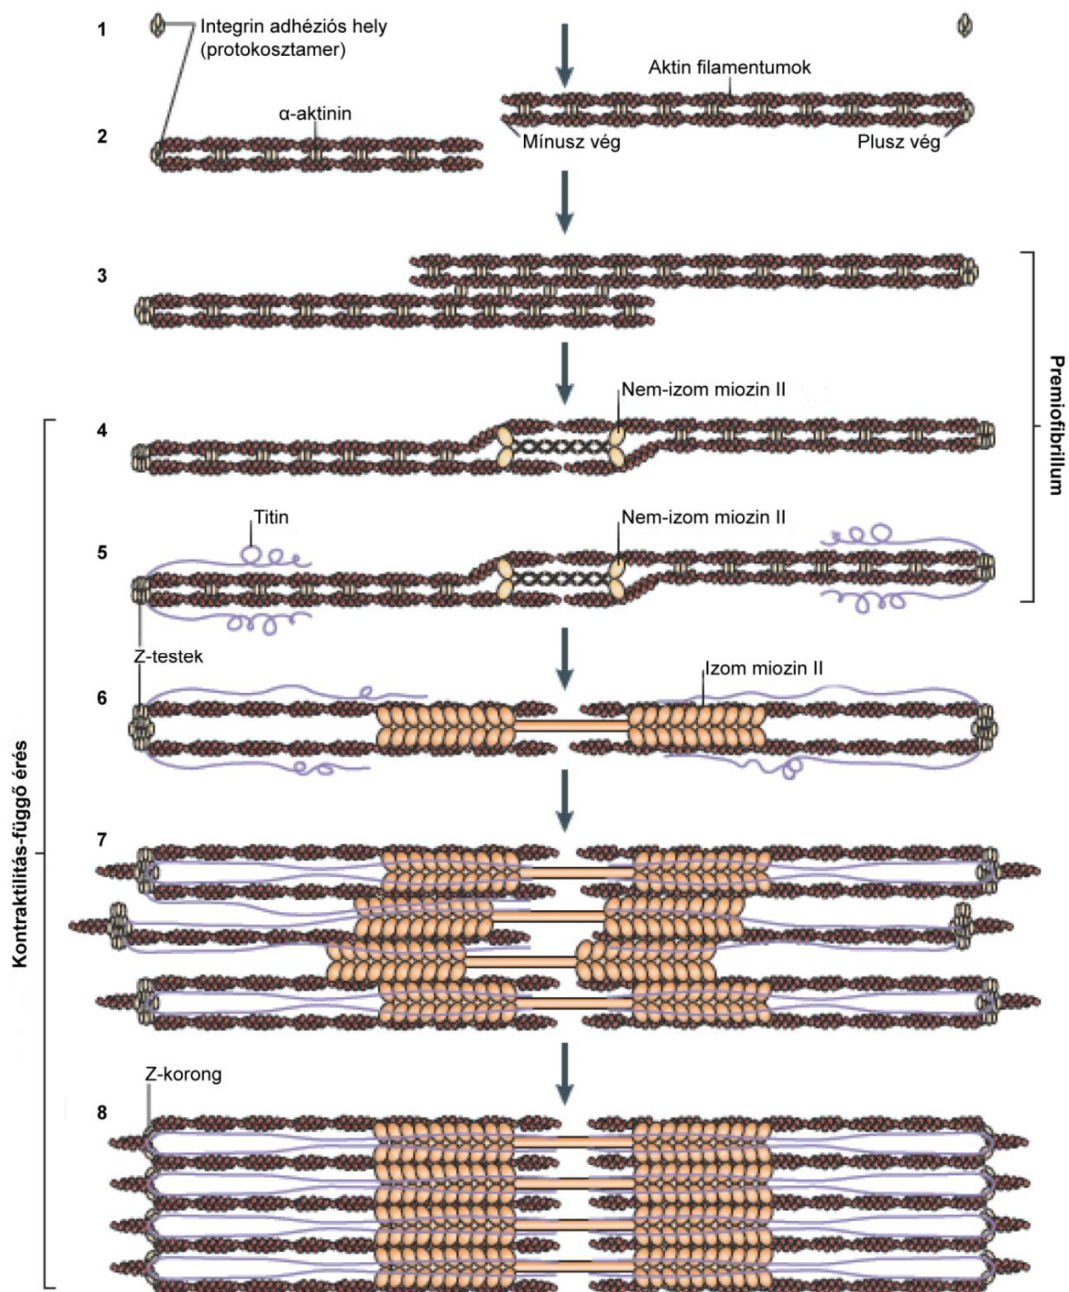 1
Integrin adhéziós hely
(protokosztamer)
Aktin filamentumok
α-aktinin
2
Mínusz vég
Plusz vég
3
Premiofibrillum
Nem-izom miozin II
4
Titin
Nem-izom miozin II
5
Z-testek
Izom miozin II
6
Kontraktilitás-függő érés
7
Z-korong
8